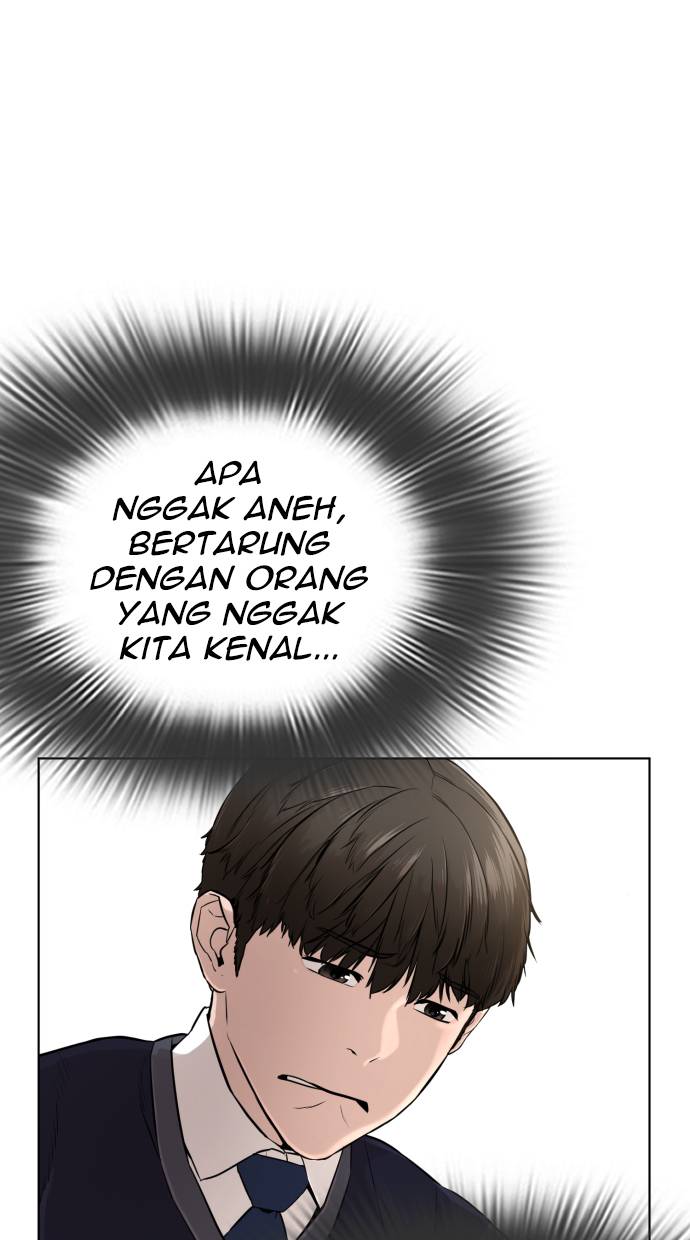 APA
NGGAK ANEH,
BERTARUNG
DENGAN ORANG
YANG NGGAK
KITA KENAL...